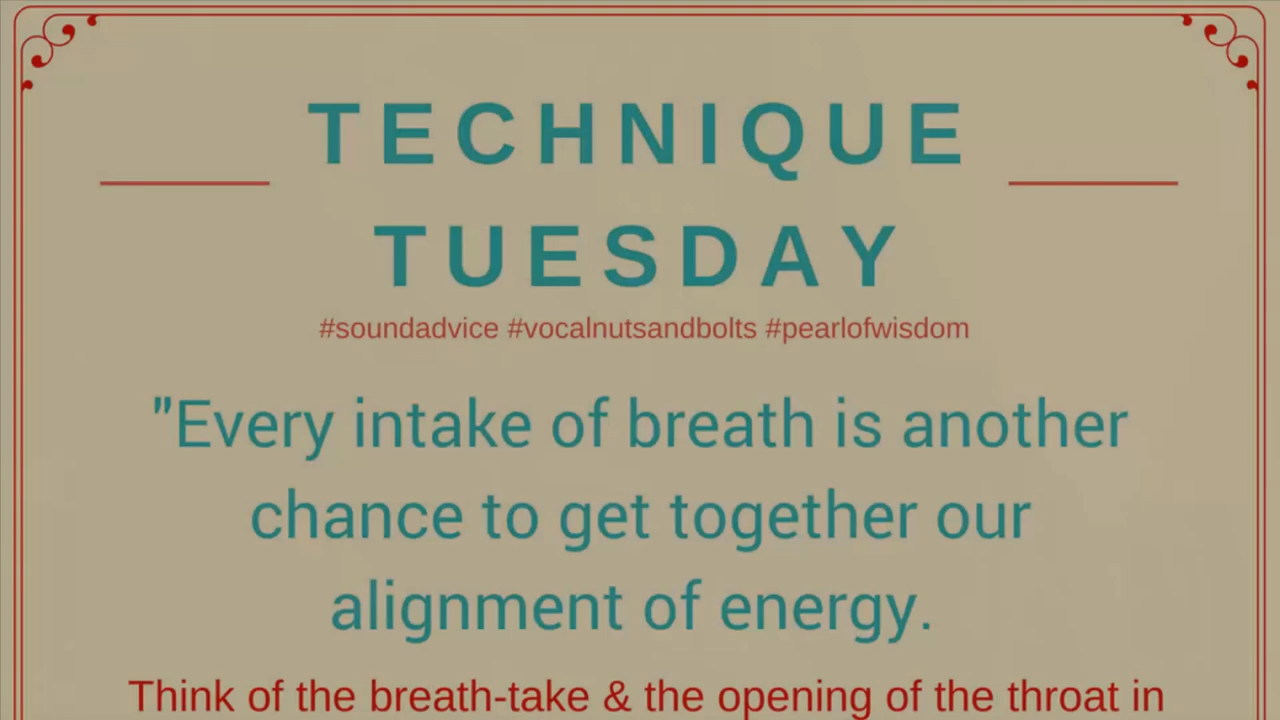 TECHNIQUE
TUESDAY
#soundadvice #vocalnutsandbolts #pearlofwisdom
"Every intake of breath is another
chance to get together our
alignment of energy.
Think of the breath-take & the opening of the throat in